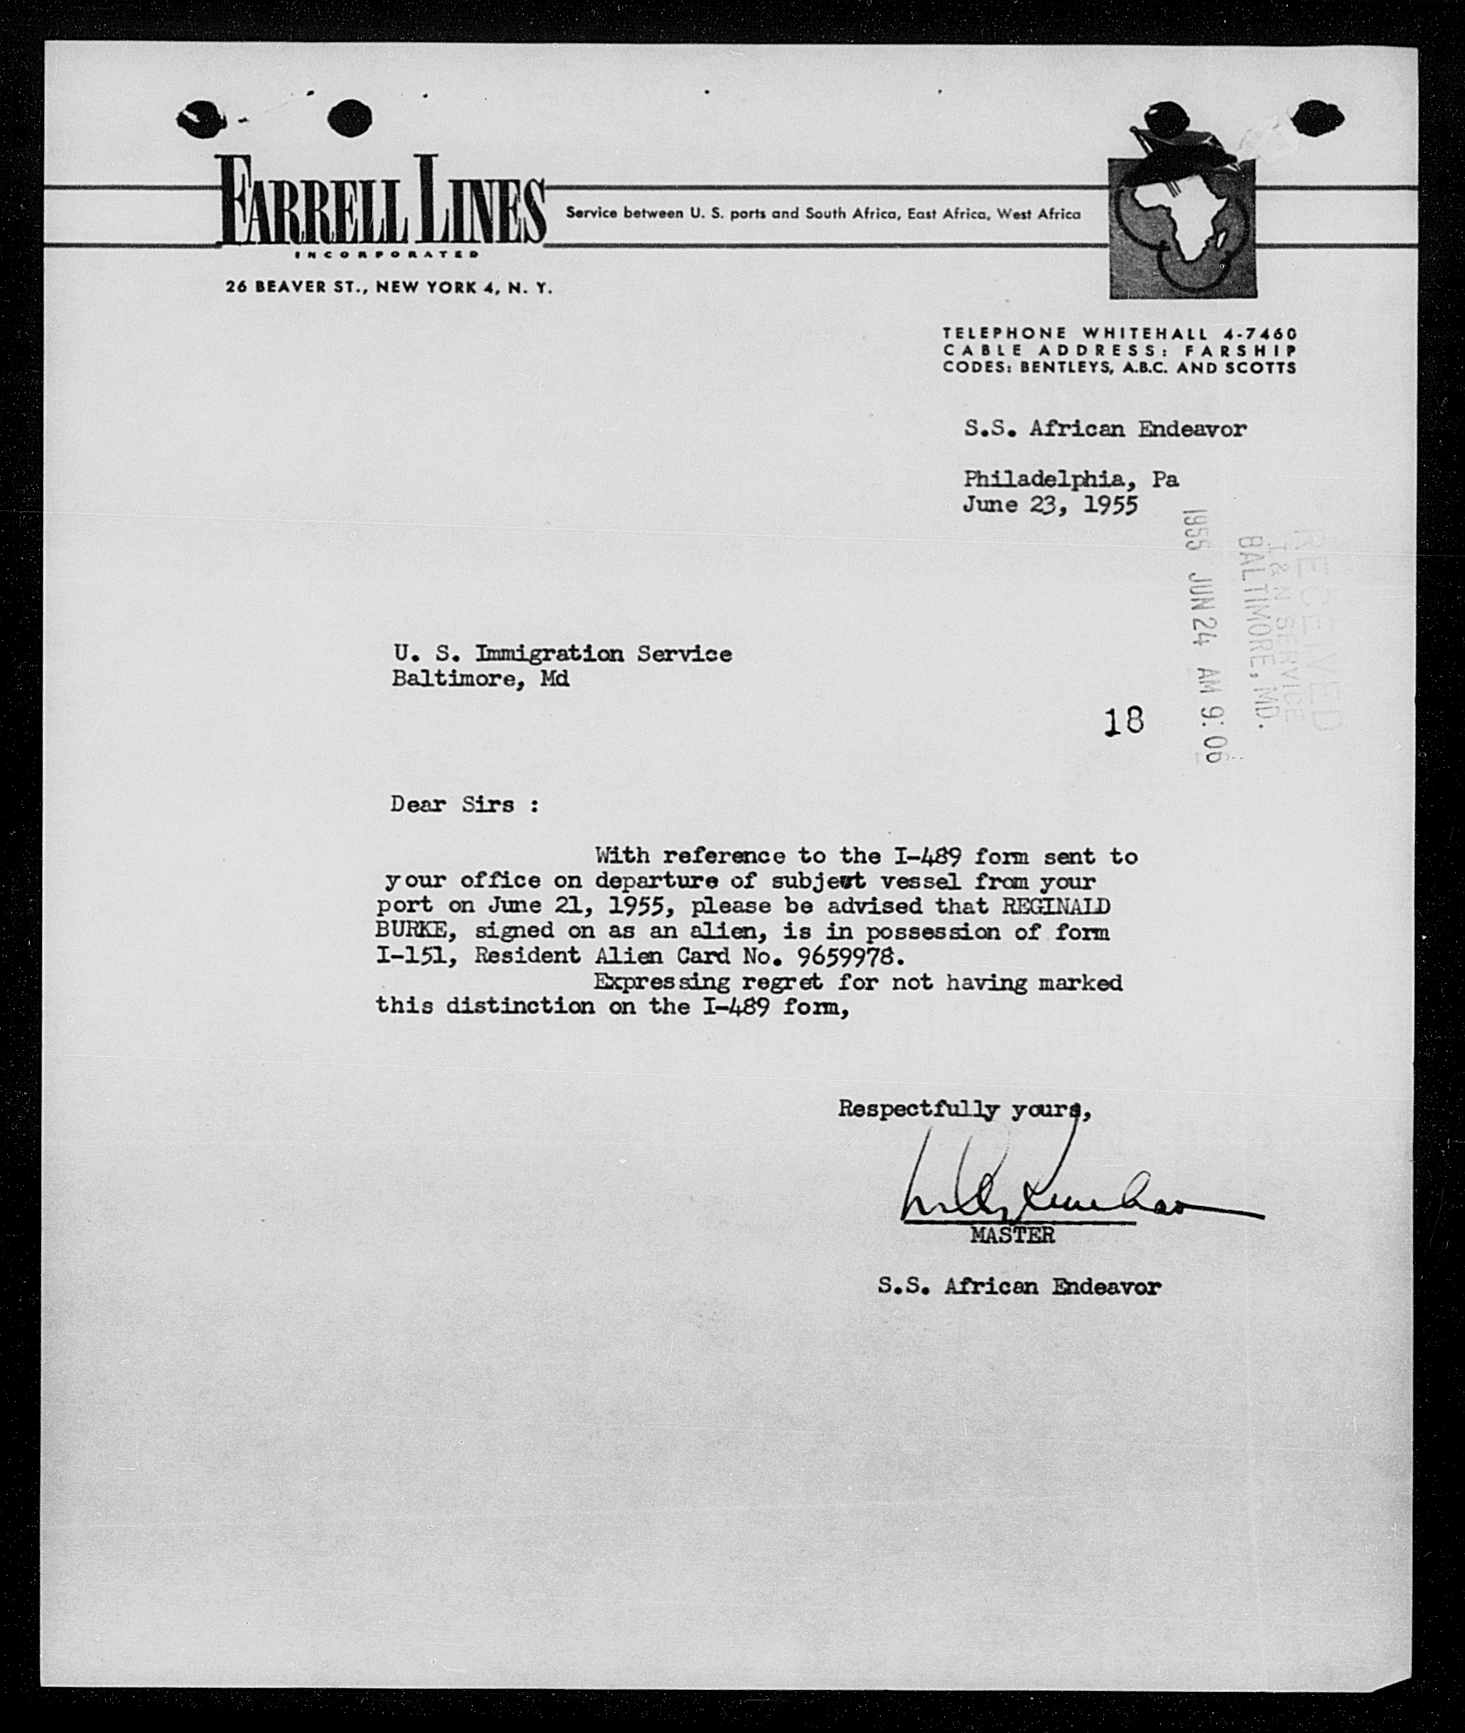 FARRELL LINES
INCORPORATED
26 BEAVER ST., NEW YORK 4, N. Y.
Service between U. S. ports and South Africa, East Africa, West Africa
TELEPHONE WHITEHALL 4-7460
CABLE ADDRESS: FARSHIP
CODES: BENTLEYS, A.B.C. AND SCOTTS
S.S. African Endeavor
Philadelphia, Pa
June 23, 1955
RECEIVED
I & N SERVICE
BALTIMORE, MD.
1955 JUN 24 AM 9:06
U. S. Immigration Service
Baltimore, Md
18
Dear Sirs :
With reference to the I-489 form sent to
your office on departure of subject vessel from your
port on June 21, 1955, please be advised that REGINALD
BURKE, signed on as an alien, is in possession of form
I-151, Resident Alien Card No. 9659978.
Expressing regret for not having marked
this distinction on the I-489 form,
Respectfully yours,
MASTER
S.S. African Endeavor